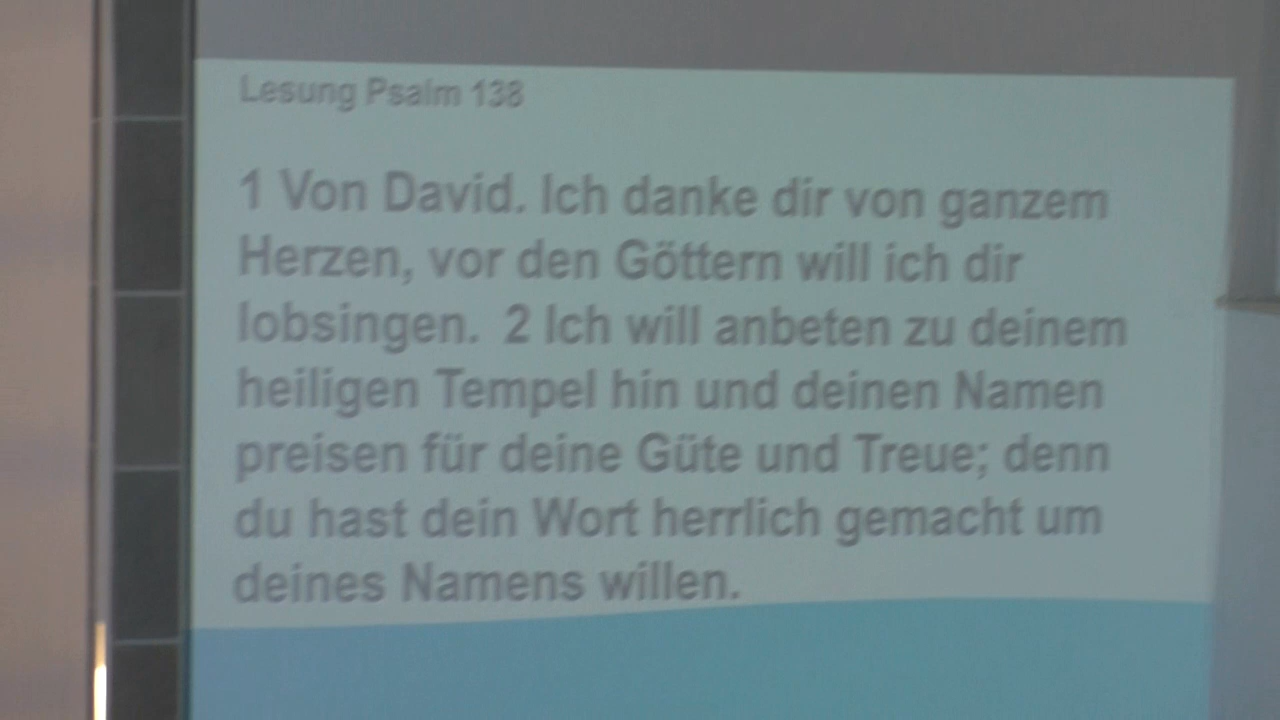 Lesung Psalm 138
1 Von David. Ich danke dir von ganzem
Herzen, vor den Göttern will ich dir
lobsingen.  2 Ich will anbeten zu deinem
heiligen Tempel hin und deinen Namen
preisen für deine Güte und Treue; denn
du hast dein Wort herrlich gemacht um
deines Namens willen.